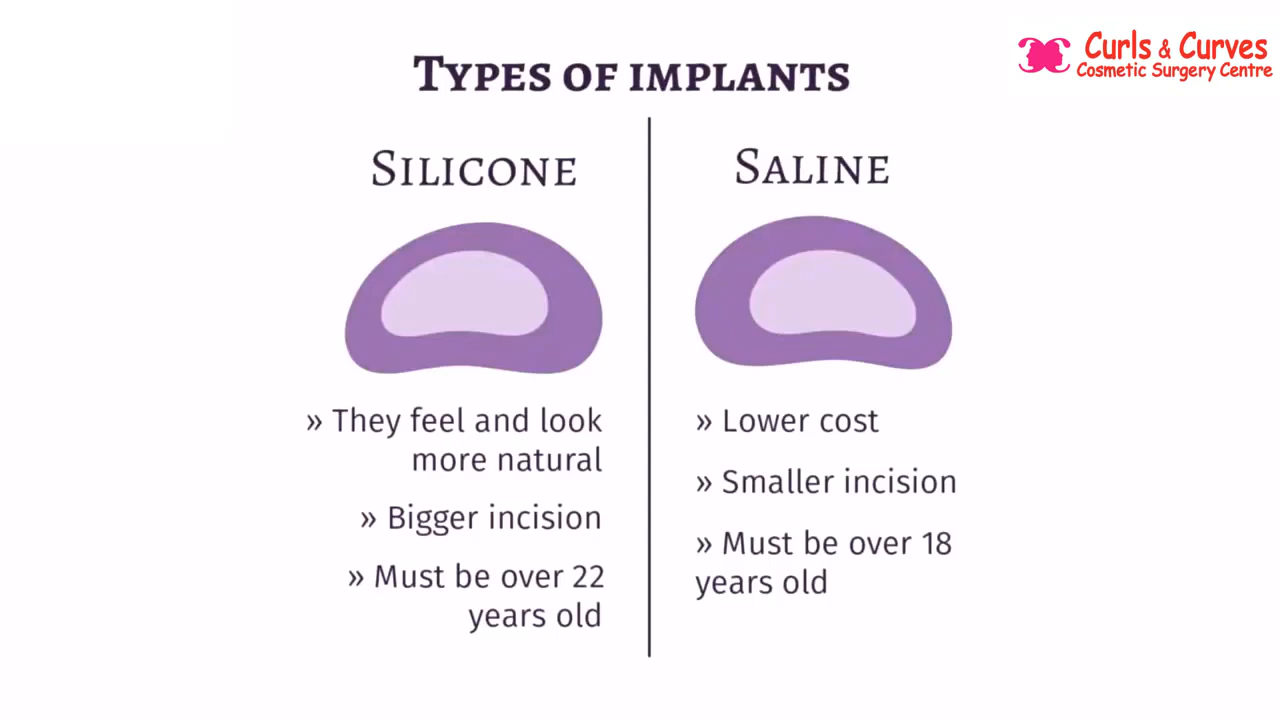 Curls & Curves
Cosmetic Surgery Centre
Types of implants
Silicone
» They feel and look
more natural
» Bigger incision
» Must be over 22
years old
Saline
» Lower cost
» Smaller incision
» Must be over 18
years old